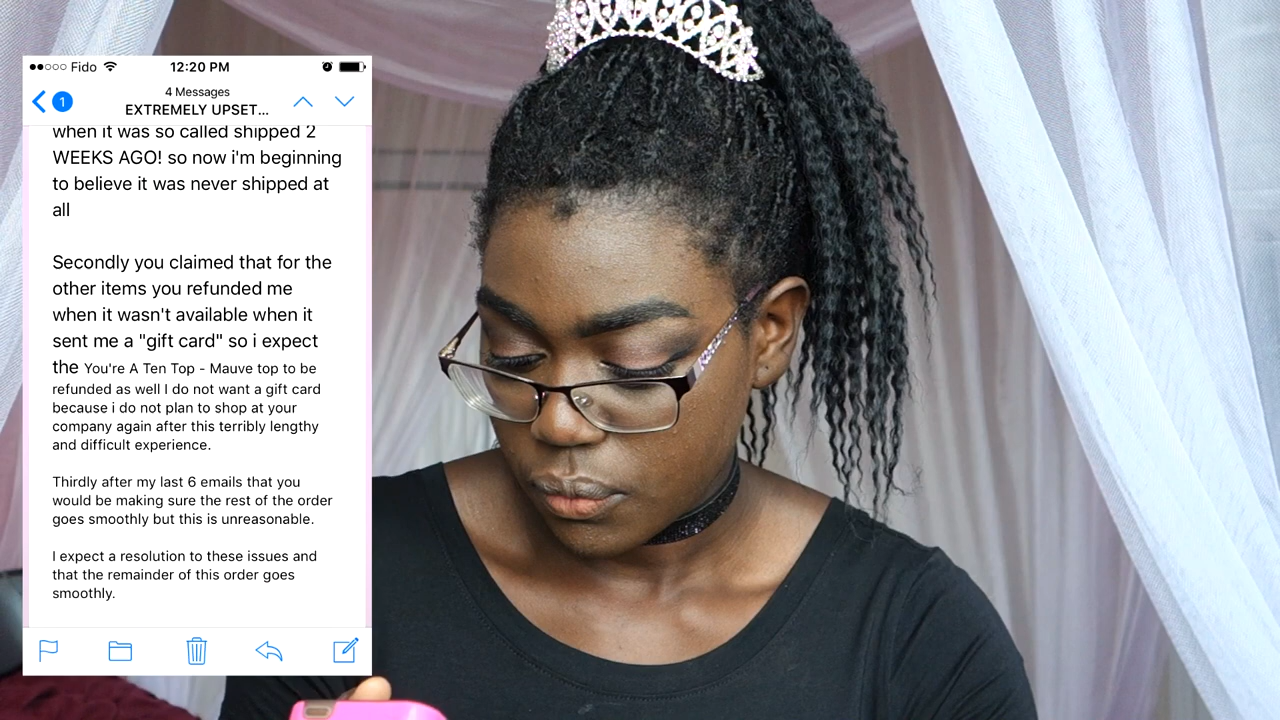 Fido 12:20 PM
1
4 Messages
EXTREMELY UPSET...
when it was so called shipped 2
WEEKS AGO! so now i'm beginning
to believe it was never shipped at
all
Secondly you claimed that for the
other items you refunded me
when it wasn't available when it
sent me a "gift card" so i expect
the You're A Ten Top - Mauve top to be
refunded as well I do not want a gift card
because i do not plan to shop at your
company again after this terribly lengthy
and difficult experience.
Thirdly after my last 6 emails that you
would be making sure the rest of the order
goes smoothly but this is unreasonable.
I expect a resolution to these issues and
that the remainder of this order goes
smoothly.